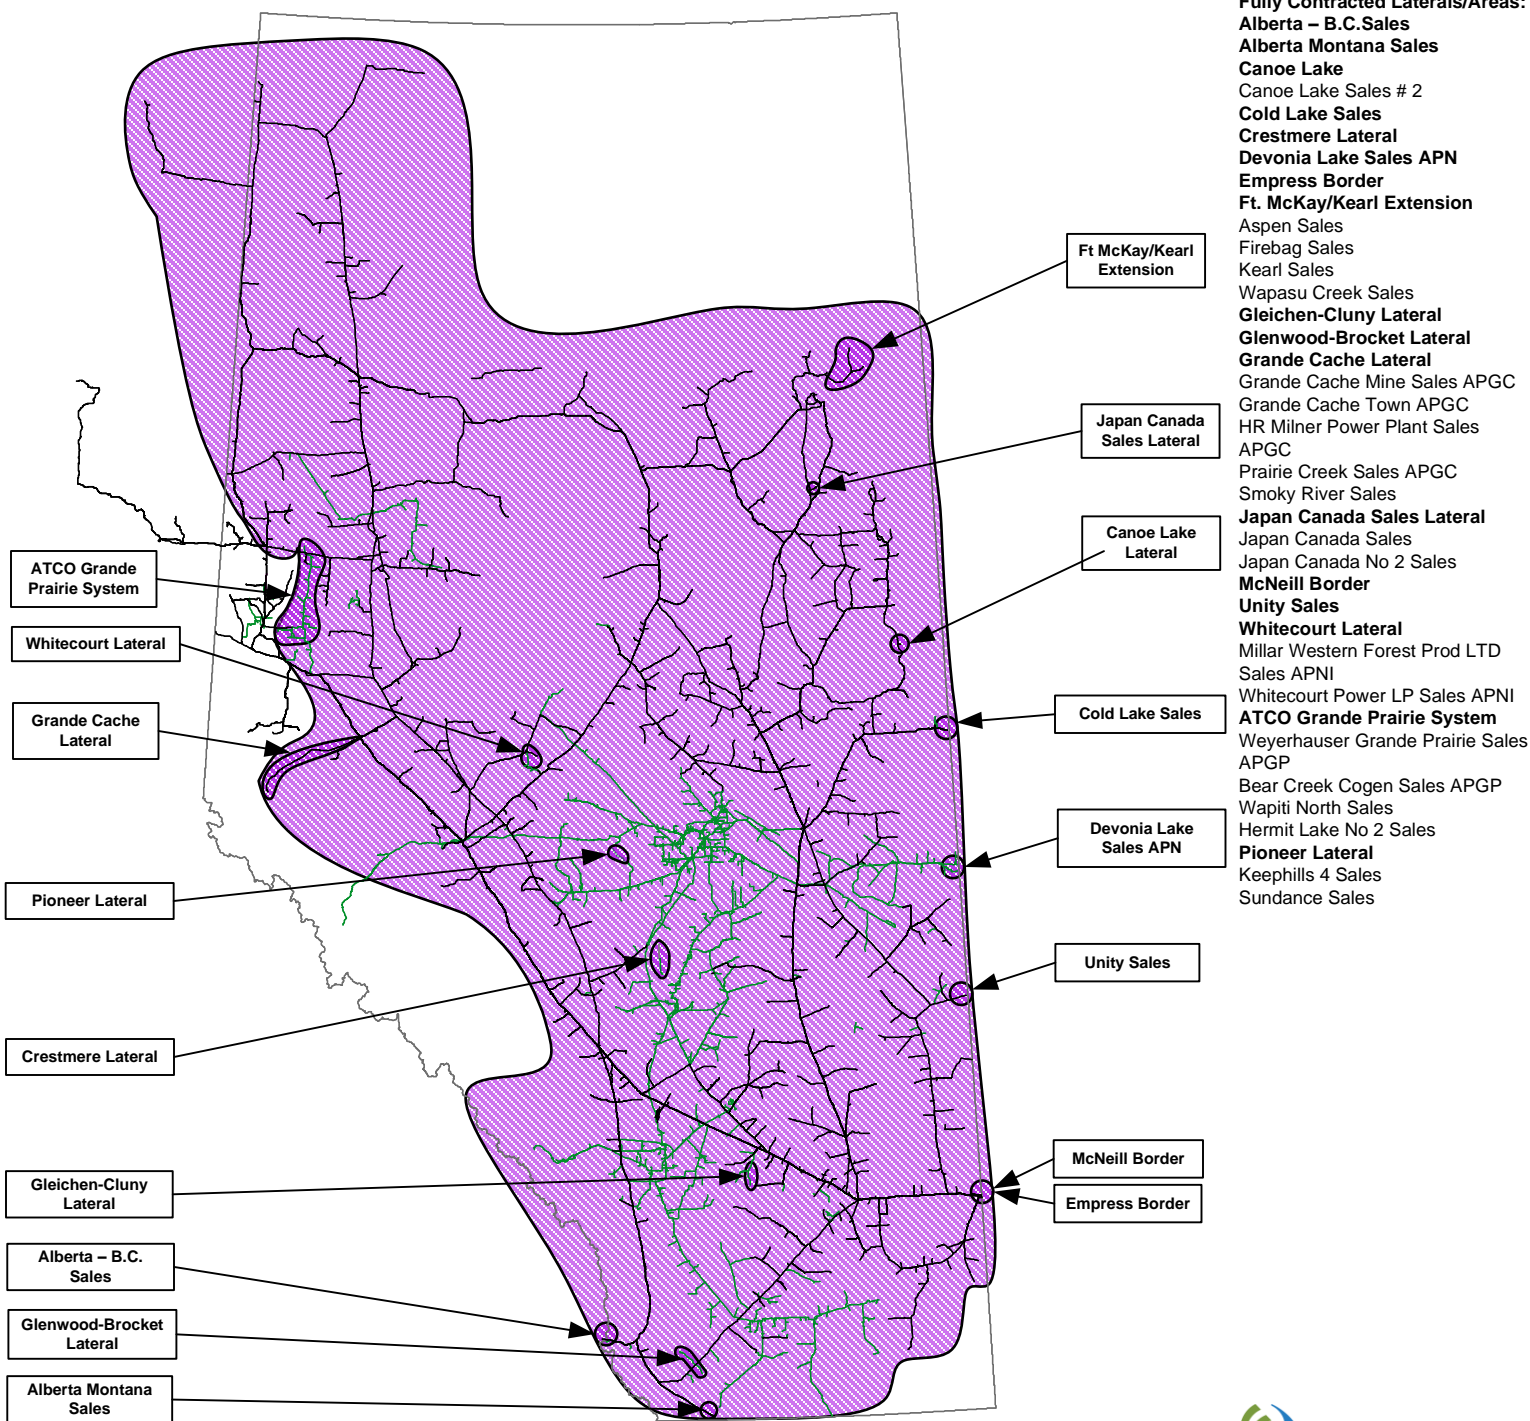 Fully Contracted Laterals/Areas:
Alberta – B.C.Sales
Alberta Montana Sales
Canoe Lake
Canoe Lake Sales # 2
Cold Lake Sales
Crestmere Lateral
Devonia Lake Sales APN
Empress Border
Ft. McKay/Kearl Extension
Aspen Sales
Firebag Sales
Kearl Sales
Wapasu Creek Sales
Gleichen-Cluny Lateral
Glenwood-Brocket Lateral
Grande Cache Lateral
Grande Cache Mine Sales APGC
Grande Cache Town APGC
HR Milner Power Plant Sales
APGC
Prairie Creek Sales APGC
Smoky River Sales
Japan Canada Sales Lateral
Japan Canada Sales
Japan Canada No 2 Sales
McNeill Border
Unity Sales
Whitecourt Lateral
Millar Western Forest Prod LTD
Sales APNI
Whitecourt Power LP Sales APNI
ATCO Grande Prairie System
Weyerhauser Grande Prairie Sales
APGP
Bear Creek Cogen Sales APGP
Wapiti North Sales
Hermit Lake No 2 Sales
Pioneer Lateral
Keephills 4 Sales
Sundance Sales
Ft McKay/Kearl
Extension
Japan Canada
Sales Lateral
Canoe Lake
Lateral
Cold Lake Sales
Devonia Lake
Sales APN
Unity Sales
McNeill Border
Empress Border
ATCO Grande
Prairie System
Whitecourt Lateral
Grande Cache
Lateral
Pioneer Lateral
Crestmere Lateral
Gleichen-Cluny
Lateral
Alberta – B.C.
Sales
Glenwood-Brocket
Lateral
Alberta Montana
Sales